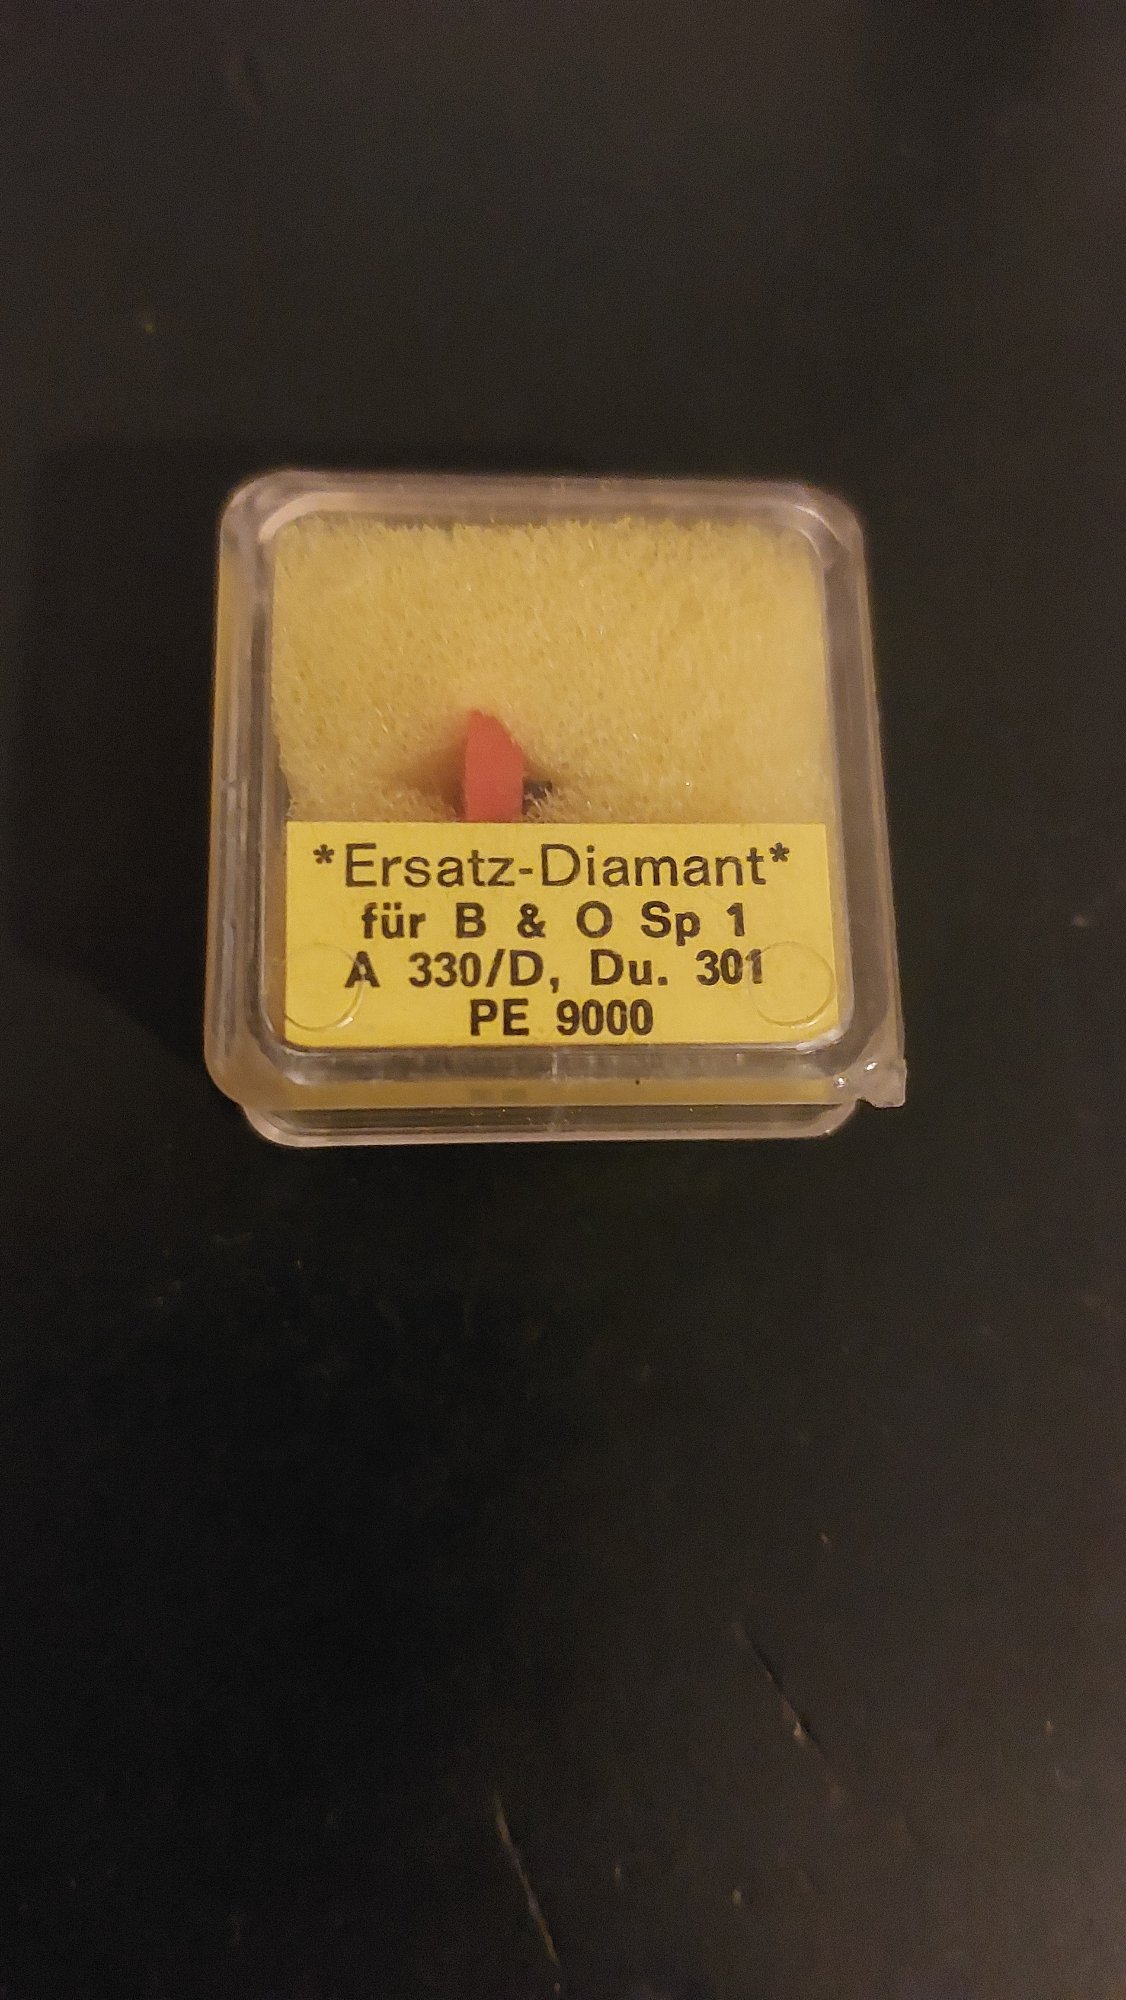 *Ersatz-Diamant*
für B & O Sp 1
A 330/D, Du. 301
PE 9000